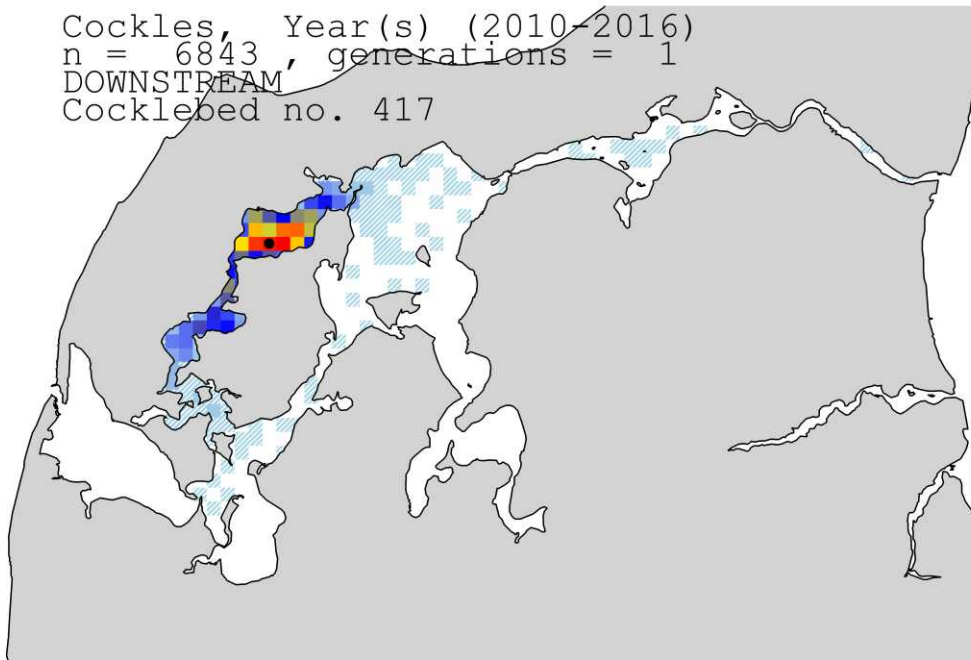 Cockles, Year(s) (2010-2016)
n = 6843 , generations = 1
DOWNSTREAM
Cocklebed no. 417